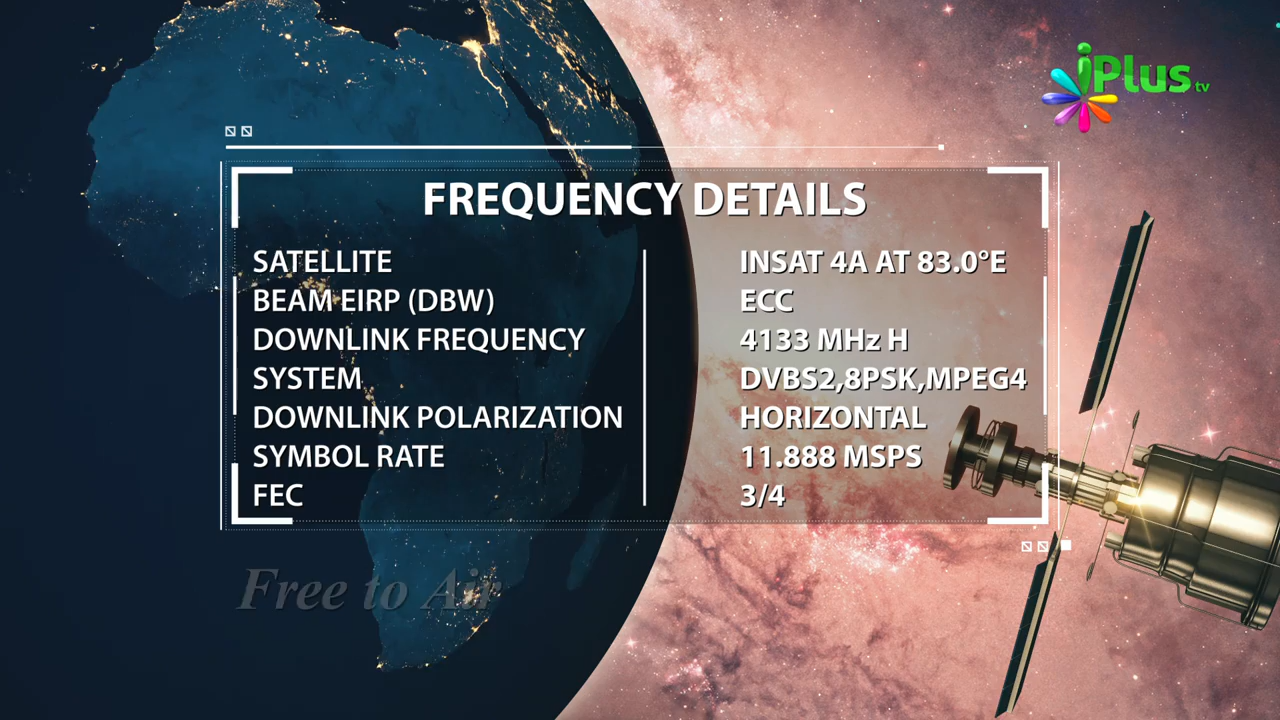 iPlus tv
FREQUENCY DETAILS
SATELLITE INSAT 4A AT 83.0°E
BEAM EIRP (DBW) ECC
DOWNLINK FREQUENCY 4133 MHz H
SYSTEM DVBS2,8PSK,MPEG4
DOWNLINK POLARIZATION HORIZONTAL
SYMBOL RATE 11.888 MSPS
FEC 3/4
Free to Air